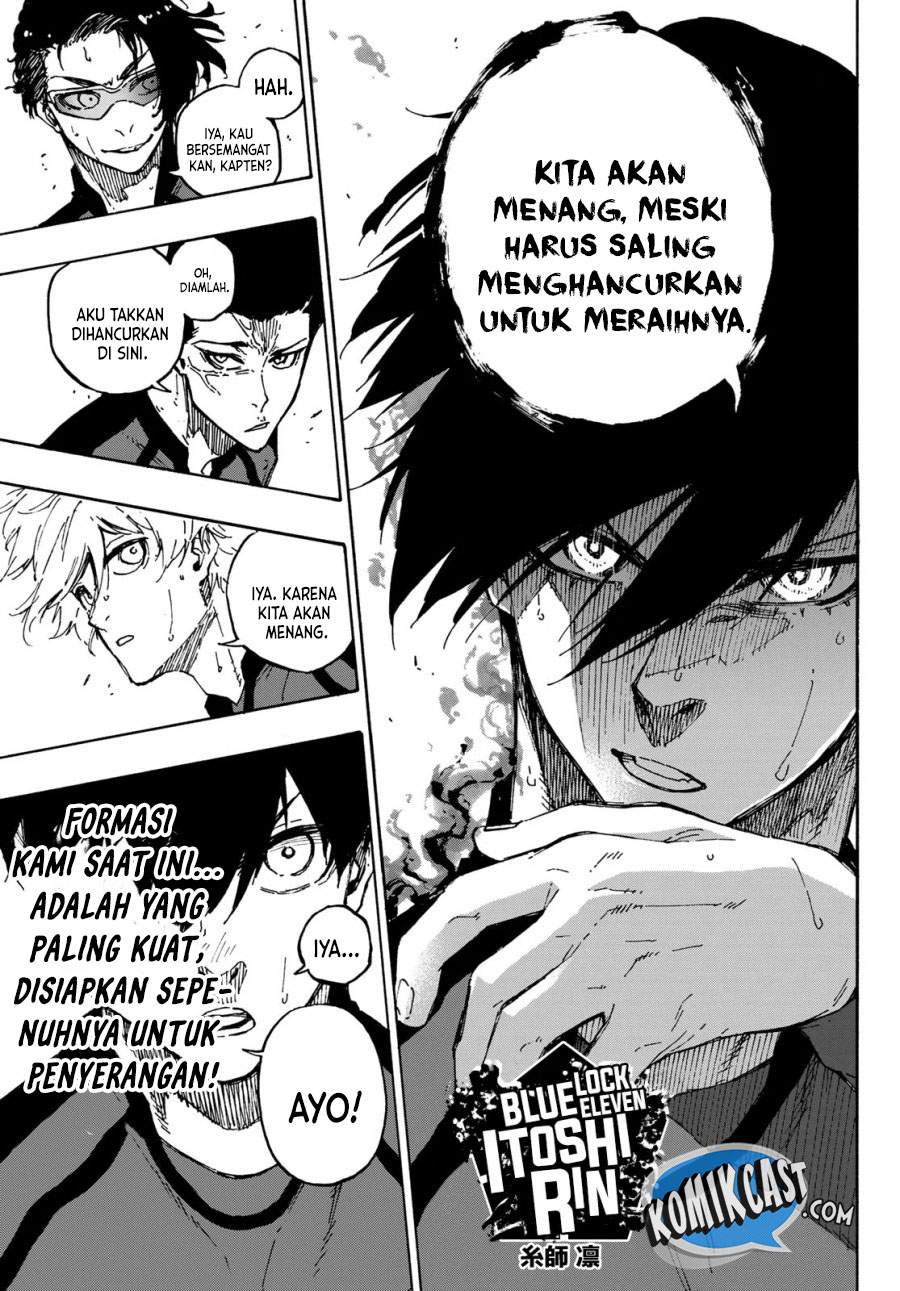 KITA AKAN
MENANG, MESKI
HARUS SALING
MENGHANCURKAN
UNTUK MERAIHNYA.
BLUE LOCK
ELEVEN
ITOSHI
RIN
糸師 凛
HAH.
IYA, KAU
BERSEMANGAT
KAN, KAPTEN?
OH,
DIAMLAH.
AKU TAKKAN
DIHANCURKAN
DI SINI.
IYA. KARENA
KITA AKAN
MENANG.
FORMASI
KAMI SAAT INI...
ADALAH YANG
PALING KUAT,
DISIAPKAN SEPE-
NUHNYA UNTUK
PENYERANGAN!
IYA...
AYO!
KOMIKCAST.COM